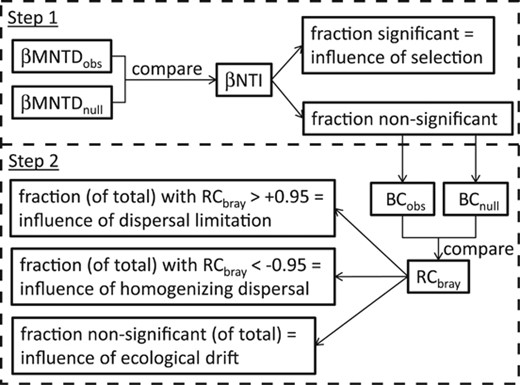 Step 1
βMNTDobs
βMNTDnull
compare
βNTI
fraction significant =
influence of selection
fraction non-significant
Step 2
fraction (of total) with RCbray > +0.95 =
influence of dispersal limitation
fraction (of total) with RCbray < -0.95 =
influence of homogenizing dispersal
fraction non-significant (of total) =
influence of ecological drift
BCobs
BCnull
compare
RCbray